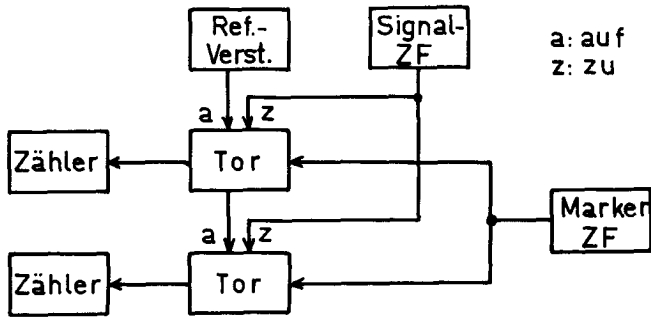 Ref.-
Verst.
Signal-
ZF
a: auf
z: zu
a
z
Zähler
Tor
a
z
Marker
ZF
Zähler
Tor